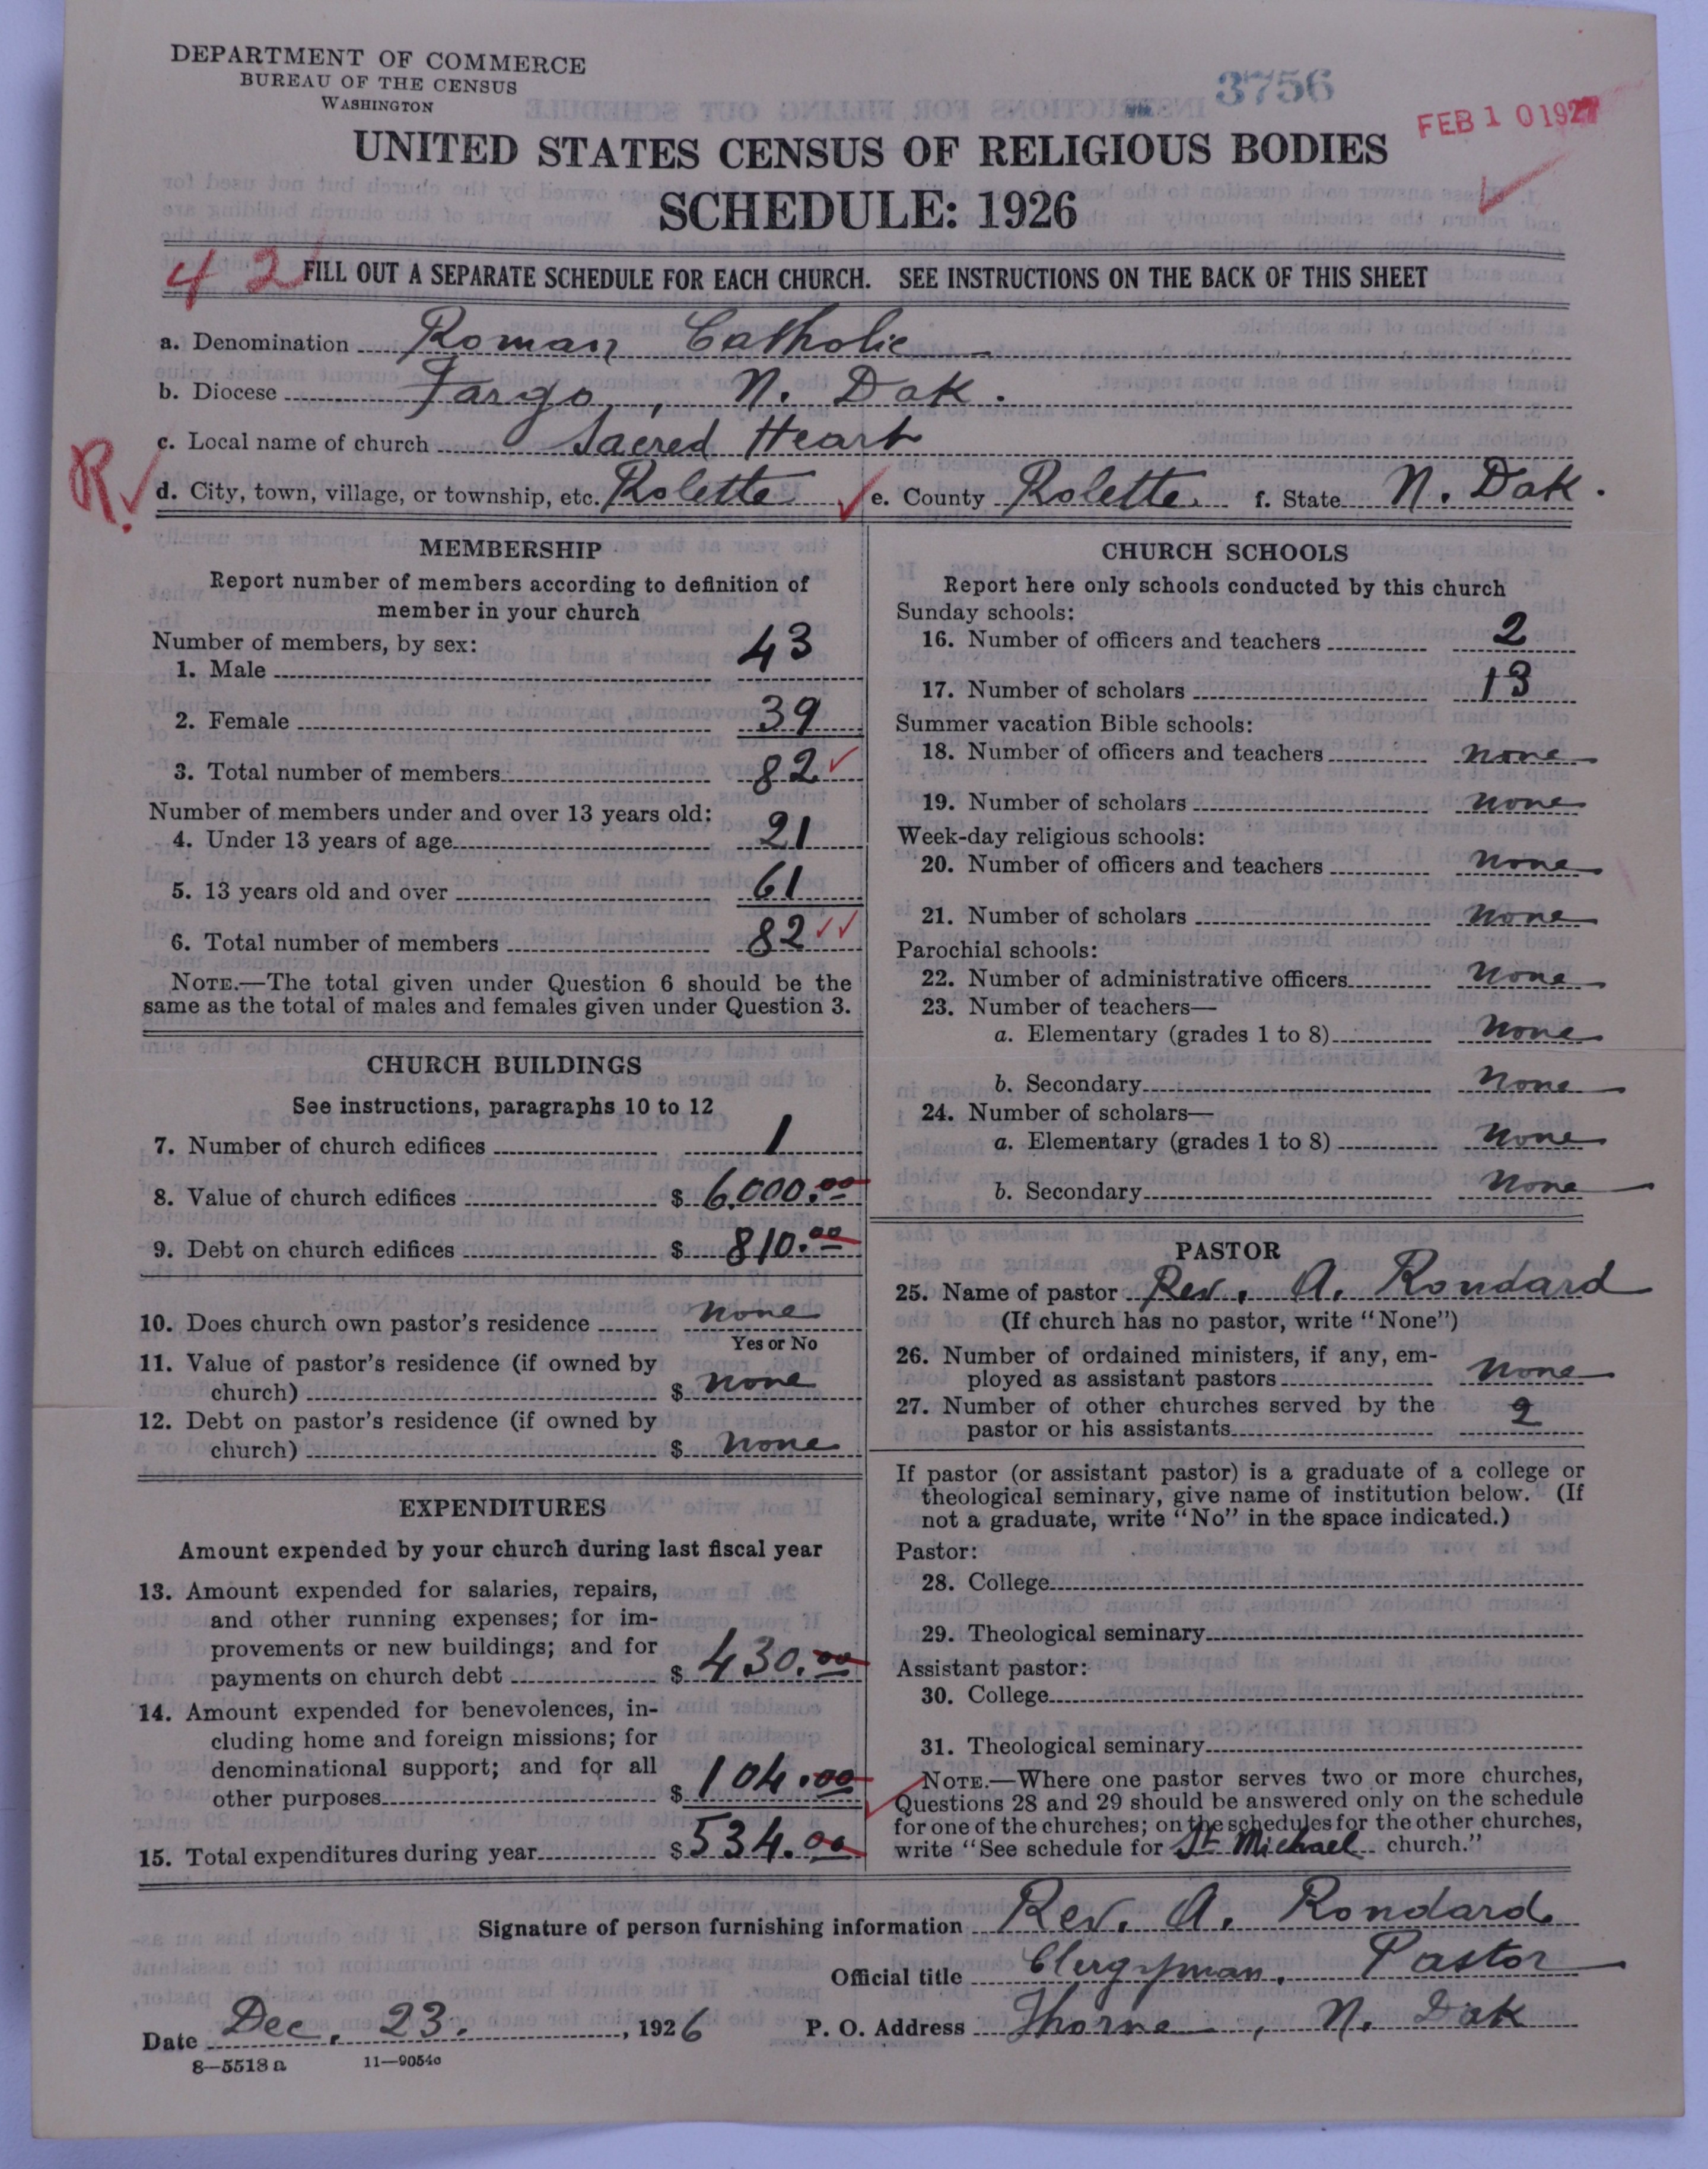 DEPARTMENT OF COMMERCE
BUREAU OF THE CENSUS
WASHINGTON
3756
FEB 10 1927
UNITED STATES CENSUS OF RELIGIOUS BODIES
SCHEDULE: 1926
42
FILL OUT A SEPARATE SCHEDULE FOR EACH CHURCH. SEE INSTRUCTIONS ON THE BACK OF THIS SHEET
a. Denomination Roman Catholic
b. Diocese Fargo, N. Dak.
c. Local name of church Sacred Heart
R. d. City, town, village, or township, etc. Rolette e. County Rolette f. State N. Dak.
MEMBERSHIP
Report number of members according to definition of
member in your church
Number of members, by sex:
1. Male 43
2. Female 39
3. Total number of members 82
Number of members under and over 13 years old:
4. Under 13 years of age 21
5. 13 years old and over 61
6. Total number of members 82
NOTE.—The total given under Question 6 should be the
same as the total of males and females given under Question 3.
CHURCH BUILDINGS
See instructions, paragraphs 10 to 12
7. Number of church edifices 1
8. Value of church edifices $ 6,000.00
9. Debt on church edifices $ 810.00
10. Does church own pastor's residence none
Yes or No
11. Value of pastor's residence (if owned by
church) $ none
12. Debt on pastor's residence (if owned by
church) $ none
EXPENDITURES
Amount expended by your church during last fiscal year
13. Amount expended for salaries, repairs,
and other running expenses; for im-
provements or new buildings; and for
payments on church debt $ 430.00
14. Amount expended for benevolences, in-
cluding home and foreign missions; for
denominational support; and for all
other purposes $ 104.00
15. Total expenditures during year $ 534.00
CHURCH SCHOOLS
Report here only schools conducted by this church
Sunday schools:
16. Number of officers and teachers 2
17. Number of scholars 13
Summer vacation Bible schools:
18. Number of officers and teachers none
19. Number of scholars none
Week-day religious schools:
20. Number of officers and teachers none
21. Number of scholars none
Parochial schools:
22. Number of administrative officers none
23. Number of teachers—
a. Elementary (grades 1 to 8) none
b. Secondary none
24. Number of scholars—
a. Elementary (grades 1 to 8) none
b. Secondary none
PASTOR
25. Name of pastor Rev. A. Rondard
(If church has no pastor, write "None")
26. Number of ordained ministers, if any, em-
ployed as assistant pastors none
27. Number of other churches served by the
pastor or his assistants 2
If pastor (or assistant pastor) is a graduate of a college or
theological seminary, give name of institution below. (If
not a graduate, write "No" in the space indicated.)
Pastor:
28. College
29. Theological seminary
Assistant pastor:
30. College
31. Theological seminary
NOTE.—Where one pastor serves two or more churches,
Questions 28 and 29 should be answered only on the schedule
for one of the churches; on the schedules for the other churches,
write "See schedule for St. Michael church."
Signature of person furnishing information Rev. A. Rondard
Official title Clergyman, Pastor
Date Dec. 23, 1926 P. O. Address Thorne, N. Dak
8—5518 a 11—9054c